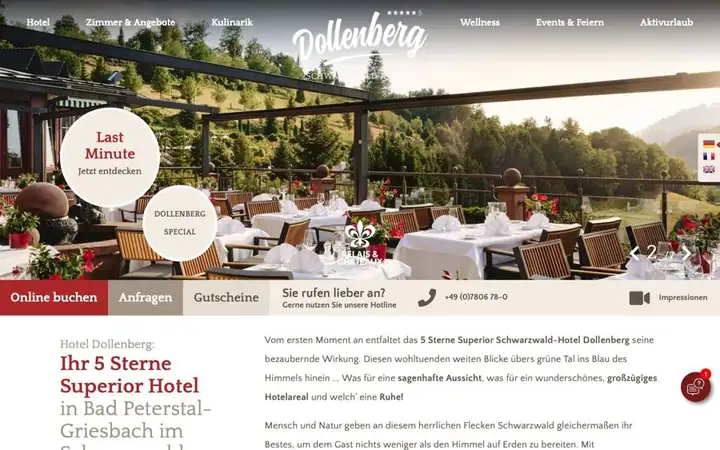 Hotel
Zimmer & Angebote
Kulinarik
★★★★★S
Dollenberg
Wellness
Events & Feiern
Aktivurlaub
Last
Minute
Jetzt entdecken
DOLLENBERG
SPECIAL
RELAIS &
2
Online buchen
Anfragen
Gutscheine
Sie rufen lieber an?
Gerne nutzen Sie unsere Hotline
+49 (0)7806 78-0
Impressionen
Hotel Dollenberg:
Ihr 5 Sterne
Superior Hotel
in Bad Peterstal-
Griesbach im
Vom ersten Moment an entfaltet das 5 Sterne Superior Schwarzwald-Hotel Dollenberg seine
bezaubernde Wirkung. Diesen wohltuenden weiten Blicke übers grüne Tal ins Blau des
Himmels hinein ... Was für eine sagenhafte Aussicht, was für ein wunderschönes, großzügiges
Hotelareal und welch' eine Ruhe!
Mensch und Natur geben an diesem herrlichen Flecken Schwarzwald gleichermaßen ihr
Bestes, um dem Gast nichts weniger als den Himmel auf Erden zu bereiten. Mit
1